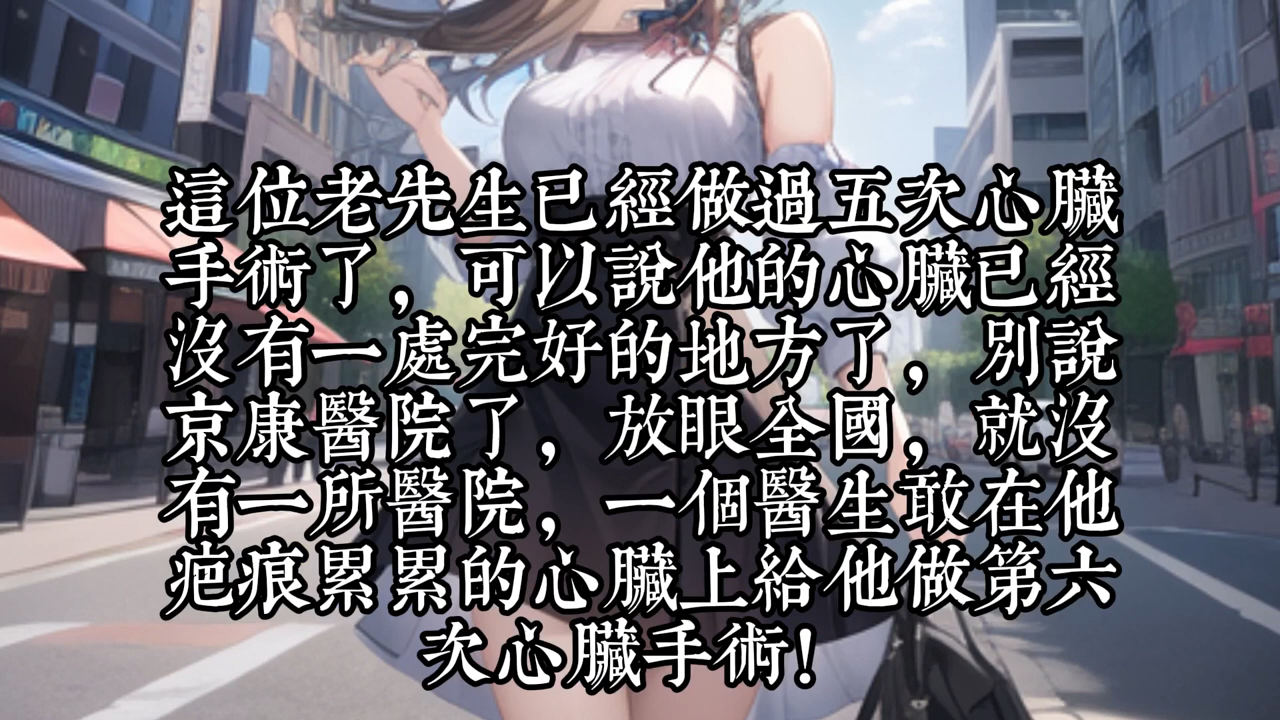 這位老先生已經做過五次心臟
手術了，可以說他的心臟已經
沒有一處完好的地方了，別說
京康醫院了，放眼全國，就沒
有一所醫院，一個醫生敢在他
疤痕累累的心臟上給他做第六
次心臟手術！